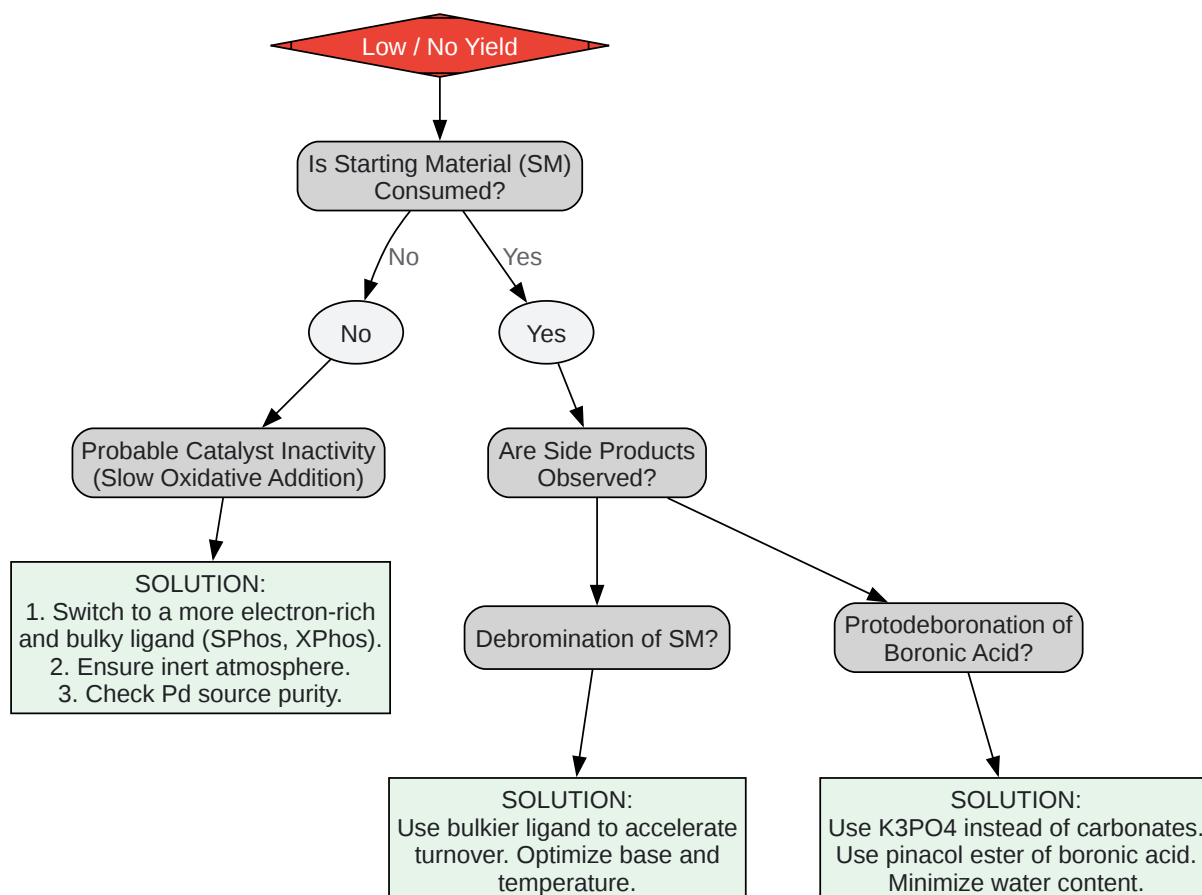 Low / No Yield
Is Starting Material (SM)
Consumed?
No
Yes
No
Yes
Probable Catalyst Inactivity
(Slow Oxidative Addition)
Are Side Products
Observed?
SOLUTION:
1. Switch to a more electron-rich
and bulky ligand (SPhos, XPhos).
2. Ensure inert atmosphere.
3. Check Pd source purity.
Debromination of SM?
Protodeboronation of
Boronic Acid?
SOLUTION:
Use bulkier ligand to accelerate
turnover. Optimize base and
temperature.
SOLUTION:
Use K3PO4 instead of carbonates.
Use pinacol ester of boronic acid.
Minimize water content.